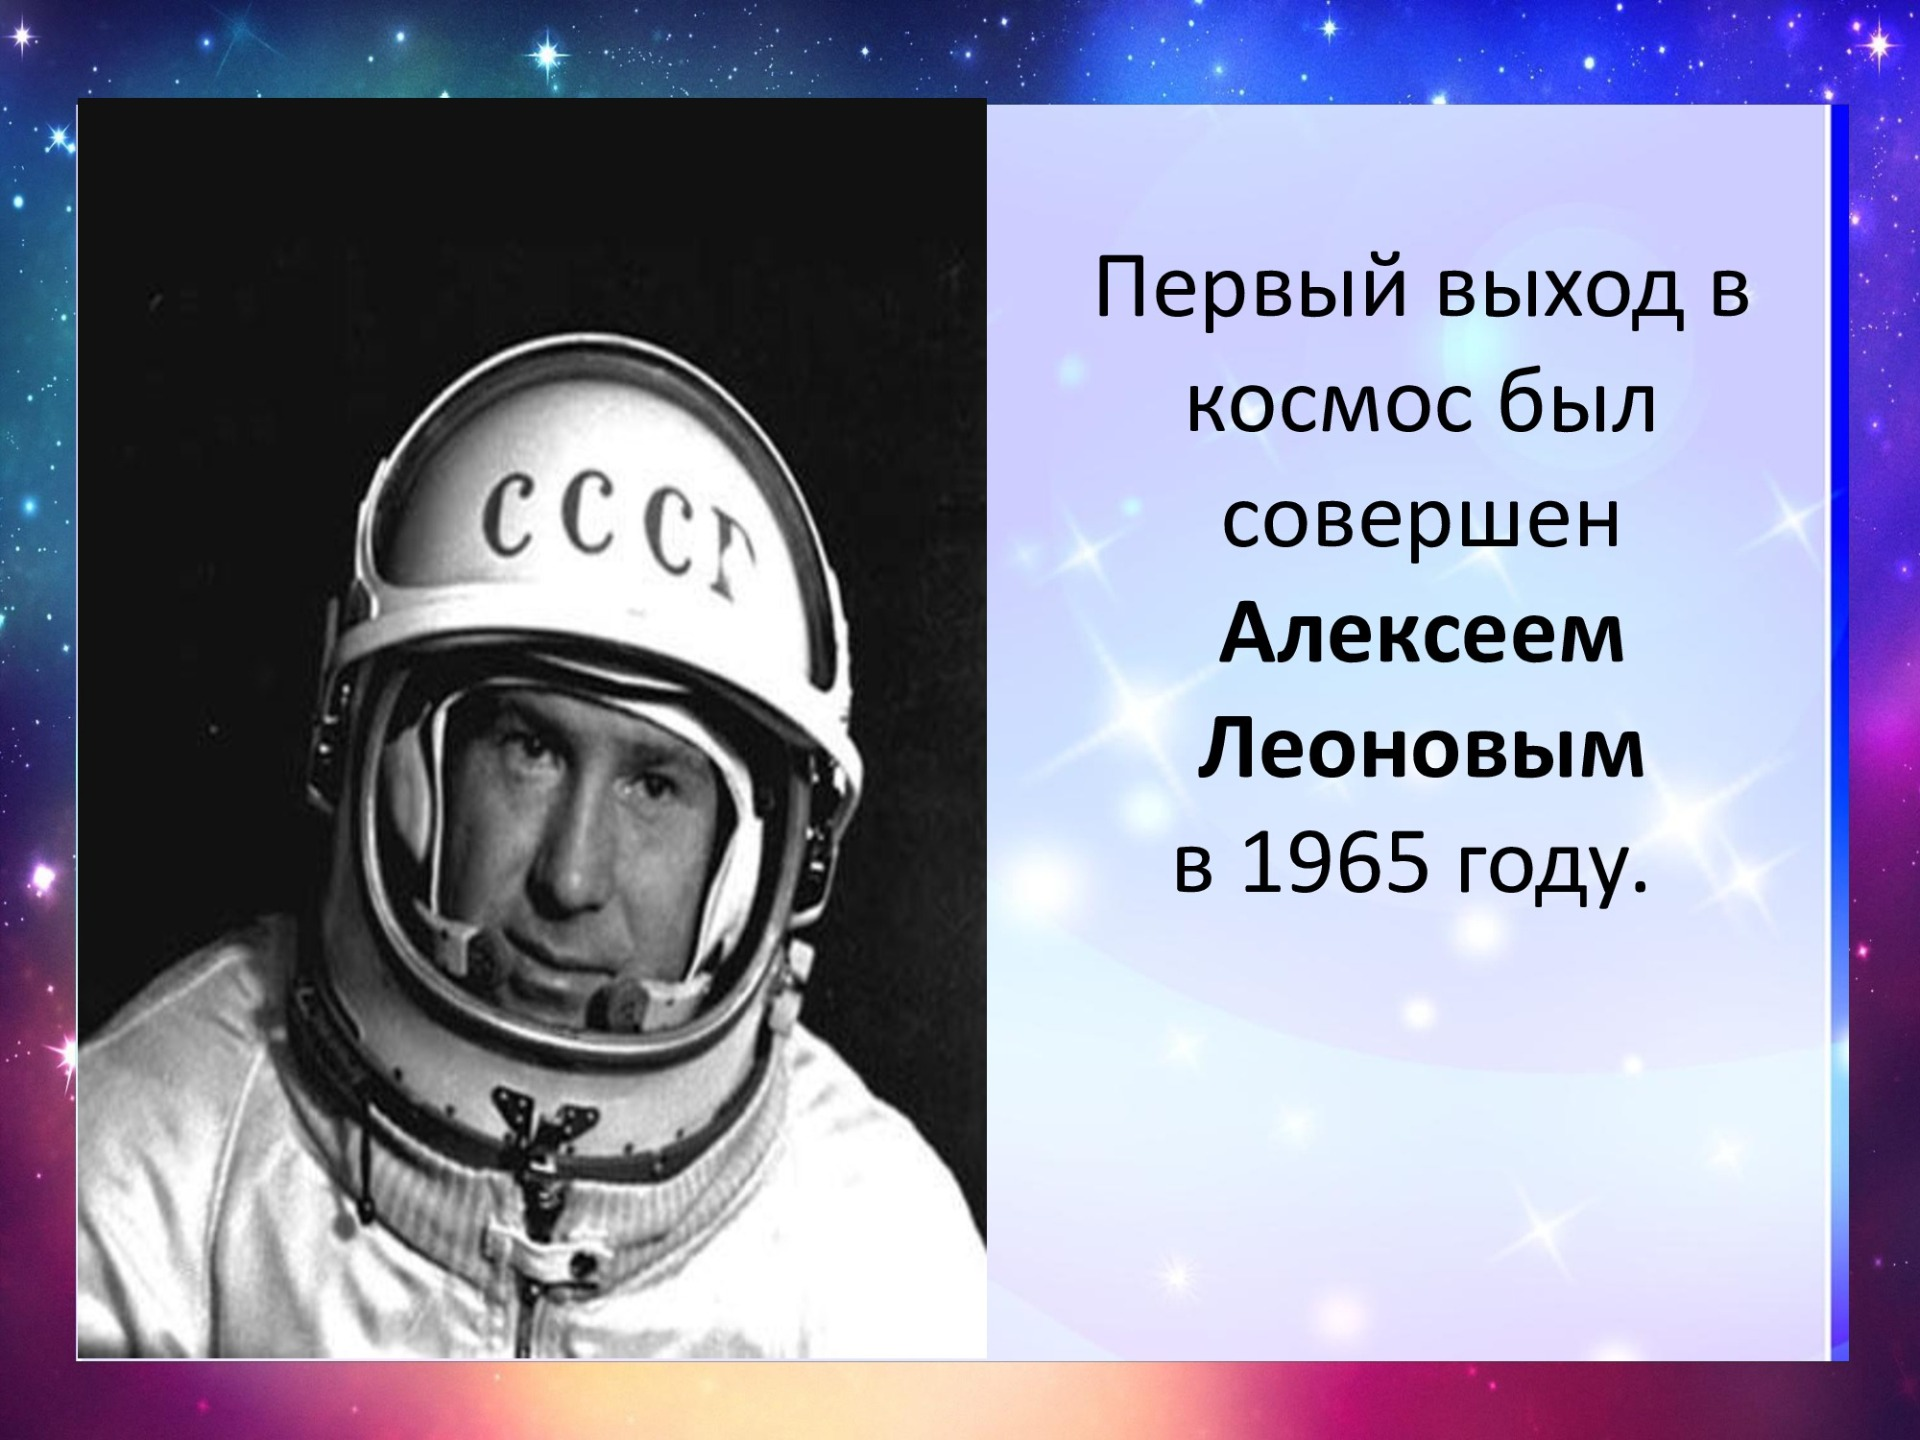 СССР
Первый выход в
космос был
совершен
Алексеем
Леоновым
в 1965 году.